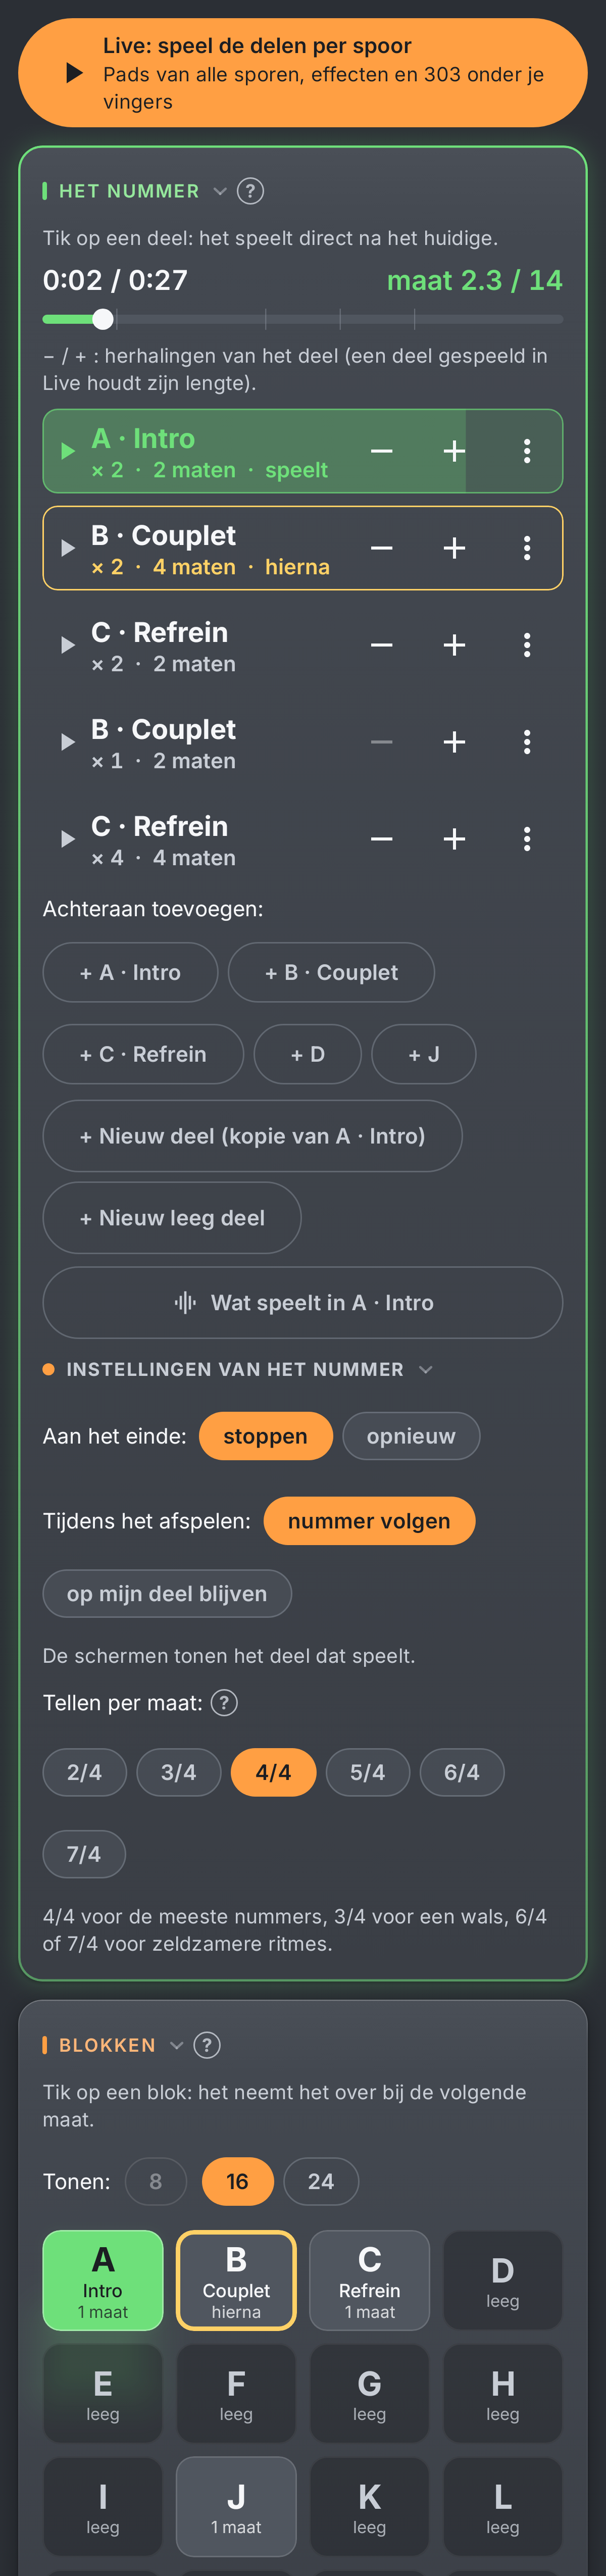 Live: speel de delen per spoor
Pads van alle sporen, effecten en 303 onder je
vingers
HET NUMMER ?
Tik op een deel: het speelt direct na het huidige.
0:02 / 0:27 maat 2.3 / 14
− / + : herhalingen van het deel (een deel gespeeld in
Live houdt zijn lengte).
A · Intro
× 2 · 2 maten · speelt
B · Couplet
× 2 · 4 maten · hierna
C · Refrein
× 2 · 2 maten
B · Couplet
× 1 · 2 maten
C · Refrein
× 4 · 4 maten
Achteraan toevoegen:
+ A · Intro + B · Couplet
+ C · Refrein + D + J
+ Nieuw deel (kopie van A · Intro)
+ Nieuw leeg deel
Wat speelt in A · Intro
INSTELLINGEN VAN HET NUMMER
Aan het einde: stoppen opnieuw
Tijdens het afspelen: nummer volgen
op mijn deel blijven
De schermen tonen het deel dat speelt.
Tellen per maat: ?
2/4 3/4 4/4 5/4 6/4
7/4
4/4 voor de meeste nummers, 3/4 voor een wals, 6/4
of 7/4 voor zeldzamere ritmes.
BLOKKEN ?
Tik op een blok: het neemt het over bij de volgende
maat.
Tonen: 8 16 24
A B C D
Intro Couplet Refrein leeg
1 maat hierna 1 maat
E F G H
leeg leeg leeg leeg
I J K L
leeg 1 maat leeg leeg